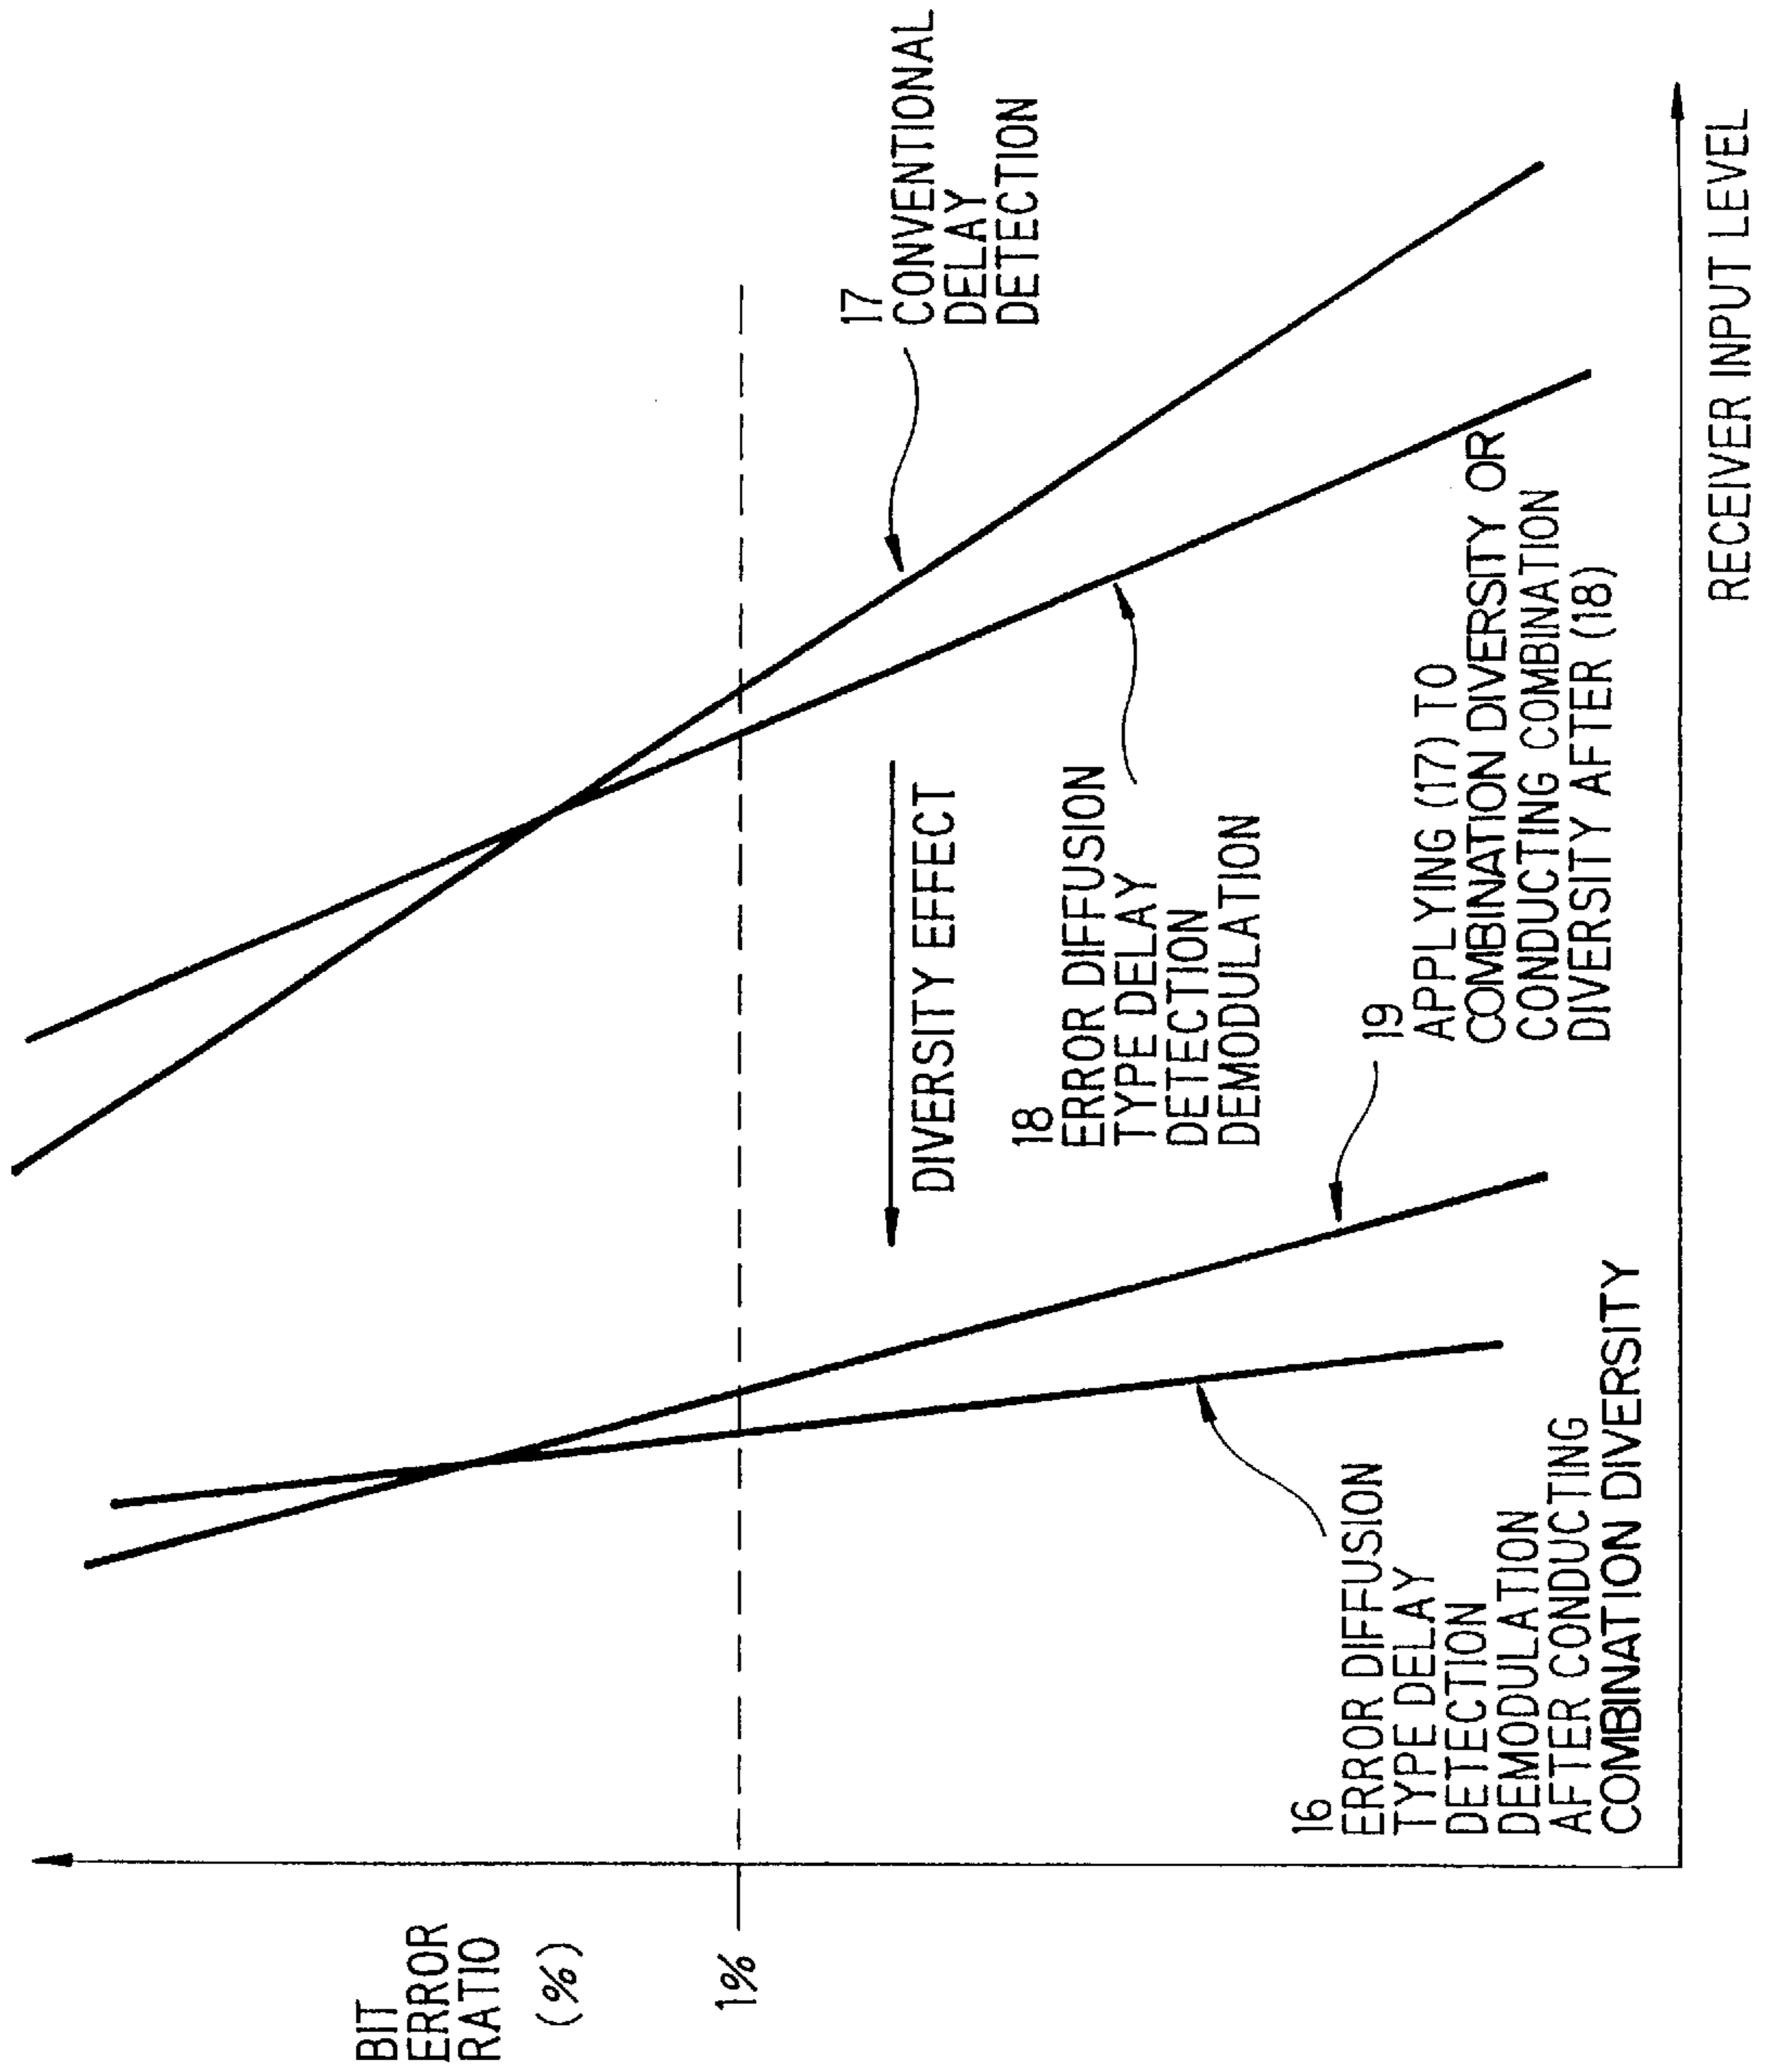 BIT
ERROR
RATIO
(%)
1%
17
CONVENTIONAL
DELAY
DETECTION
DIVERSITY EFFECT
18
ERROR DIFFUSION
TYPE DELAY
DETECTION
DEMODULATION
19
APPLYING (17) TO
COMBINATION DIVERSITY OR
CONDUCTING COMBINATION
DIVERSITY AFTER (18)
16
ERROR DIFFUSION
TYPE DELAY
DETECTION
DEMODULATION
AFTER CONDUCTING
COMBINATION DIVERSITY
RECEIVER INPUT LEVEL